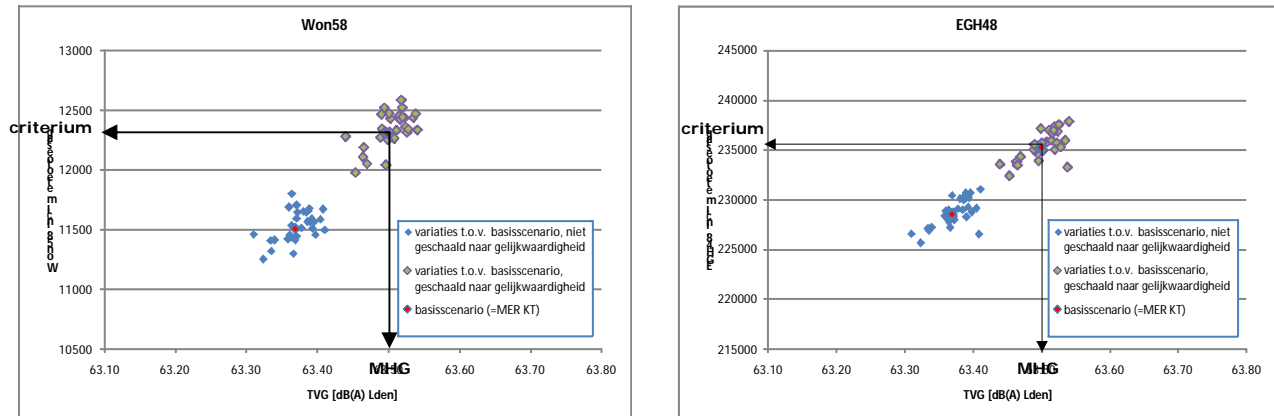 Won58
13000
12500
criterium
12000
11500
11000
10500
63.10
63.20
63.30
63.40
MHG
63.60
63.70
63.80
TVG [dB(A) Lden]
variaties t.o.v. basisscenario, niet
geschaald naar gelijkwaardigheid
variaties t.o.v. basisscenario,
geschaald naar gelijkwaardigheid
basisscenario (=MER KT)
EGH48
245000
240000
criterium
235000
230000
225000
220000
215000
63.10
63.20
63.30
63.40
MHG
63.60
63.70
63.80
TVG [dB(A) Lden]
variaties t.o.v. basisscenario, niet
geschaald naar gelijkwaardigheid
variaties t.o.v. basisscenario,
geschaald naar gelijkwaardigheid
basisscenario (=MER KT)